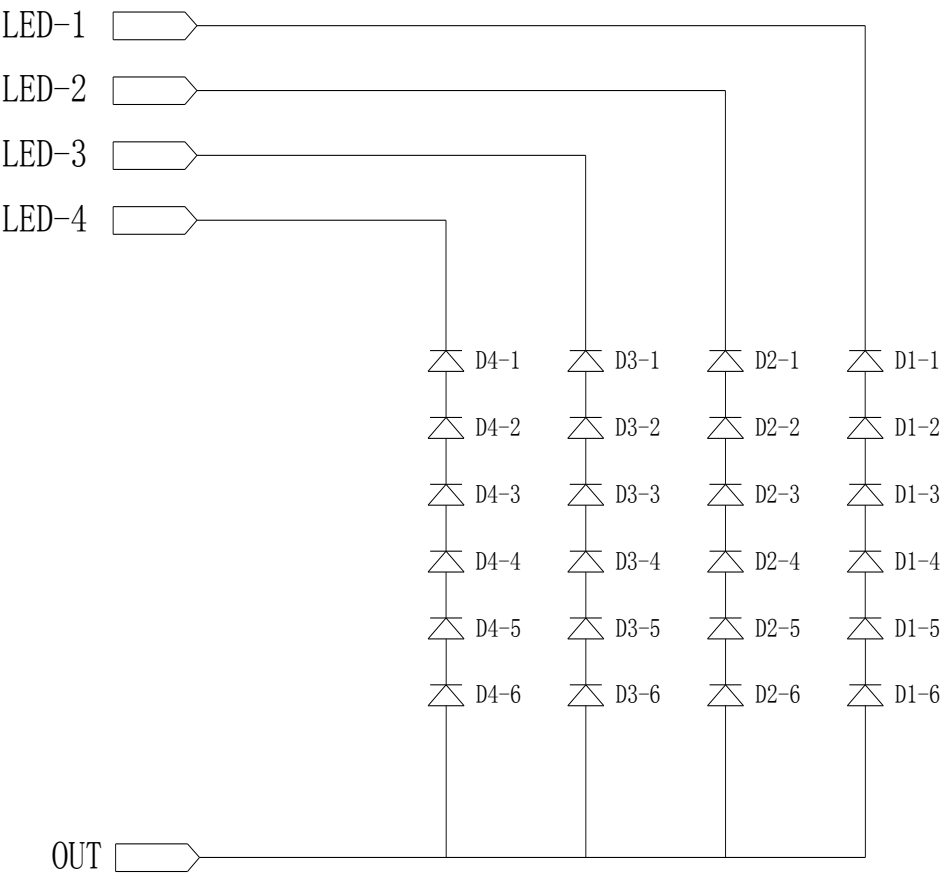 LED-1
LED-2
LED-3
LED-4
D4-1 D3-1 D2-1 D1-1
D4-2 D3-2 D2-2 D1-2
D4-3 D3-3 D2-3 D1-3
D4-4 D3-4 D2-4 D1-4
D4-5 D3-5 D2-5 D1-5
D4-6 D3-6 D2-6 D1-6
OUT